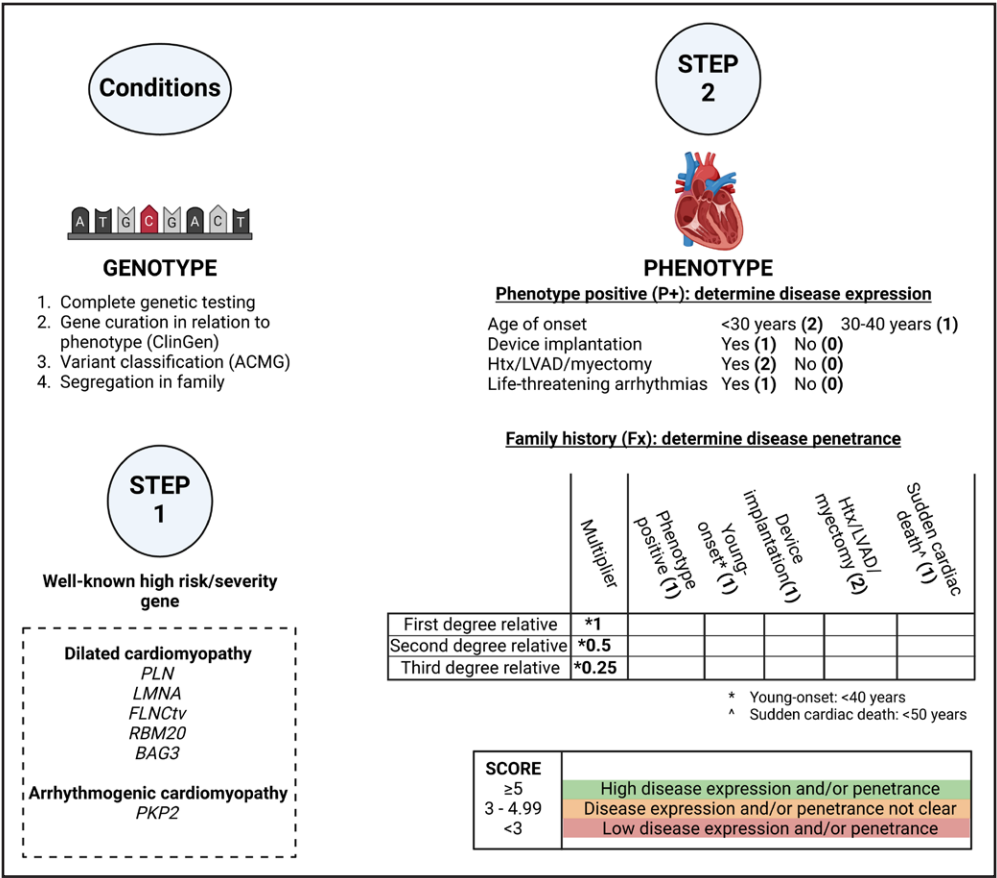 Conditions
A T G C G A C T
GENOTYPE
1. Complete genetic testing
2. Gene curation in relation to
phenotype (ClinGen)
3. Variant classification (ACMG)
4. Segregation in family
STEP
1
Well-known high risk/severity
gene
Dilated cardiomyopathy
PLN
LMNA
FLNCtv
RBM20
BAG3
Arrhythmogenic cardiomyopathy
PKP2
STEP
2
PHENOTYPE
Phenotype positive (P+): determine disease expression
Age of onset <30 years (2) 30-40 years (1)
Device implantation Yes (1) No (0)
Htx/LVAD/myectomy Yes (2) No (0)
Life-threatening arrhythmias Yes (1) No (0)
Family history (Fx): determine disease penetrance
Multiplier
Phenotype
positive (1)
Young-
onset* (1)
Device
implantation(1)
Htx/LVAD/
myectomy (2)
Sudden cardiac
death^ (1)
First degree relative *1
Second degree relative *0.5
Third degree relative *0.25
* Young-onset: <40 years
^ Sudden cardiac death: <50 years
SCORE
≥5 High disease expression and/or penetrance
3 - 4.99 Disease expression and/or penetrance not clear
<3 Low disease expression and/or penetrance